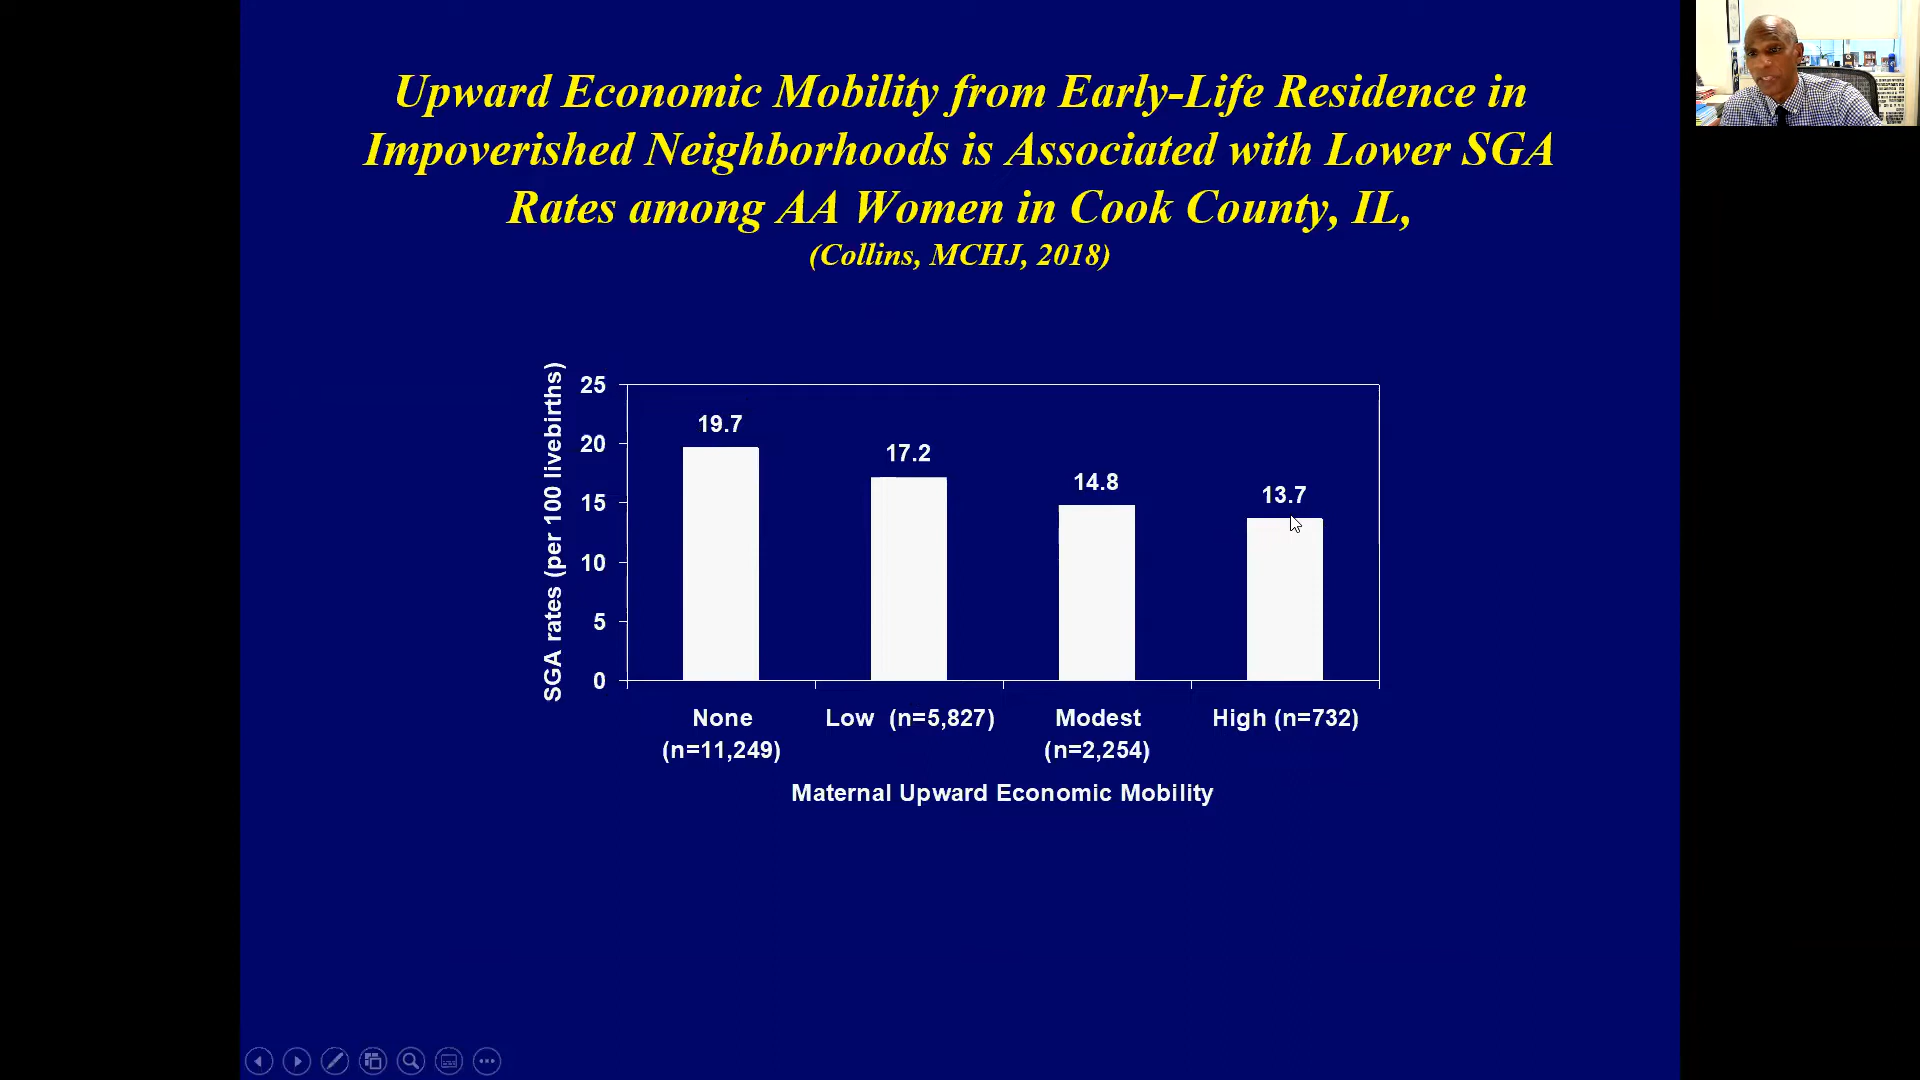 Upward Economic Mobility from Early-Life Residence in
Impoverished Neighborhoods is Associated with Lower SGA
Rates among AA Women in Cook County, IL,
(Collins, MCHJ, 2018)
SGA rates (per 100 livebirths)
25
20
15
10
5
0
19.7
17.2
14.8
13.7
None
(n=11,249)
Low (n=5,827)
Modest
(n=2,254)
High (n=732)
Maternal Upward Economic Mobility